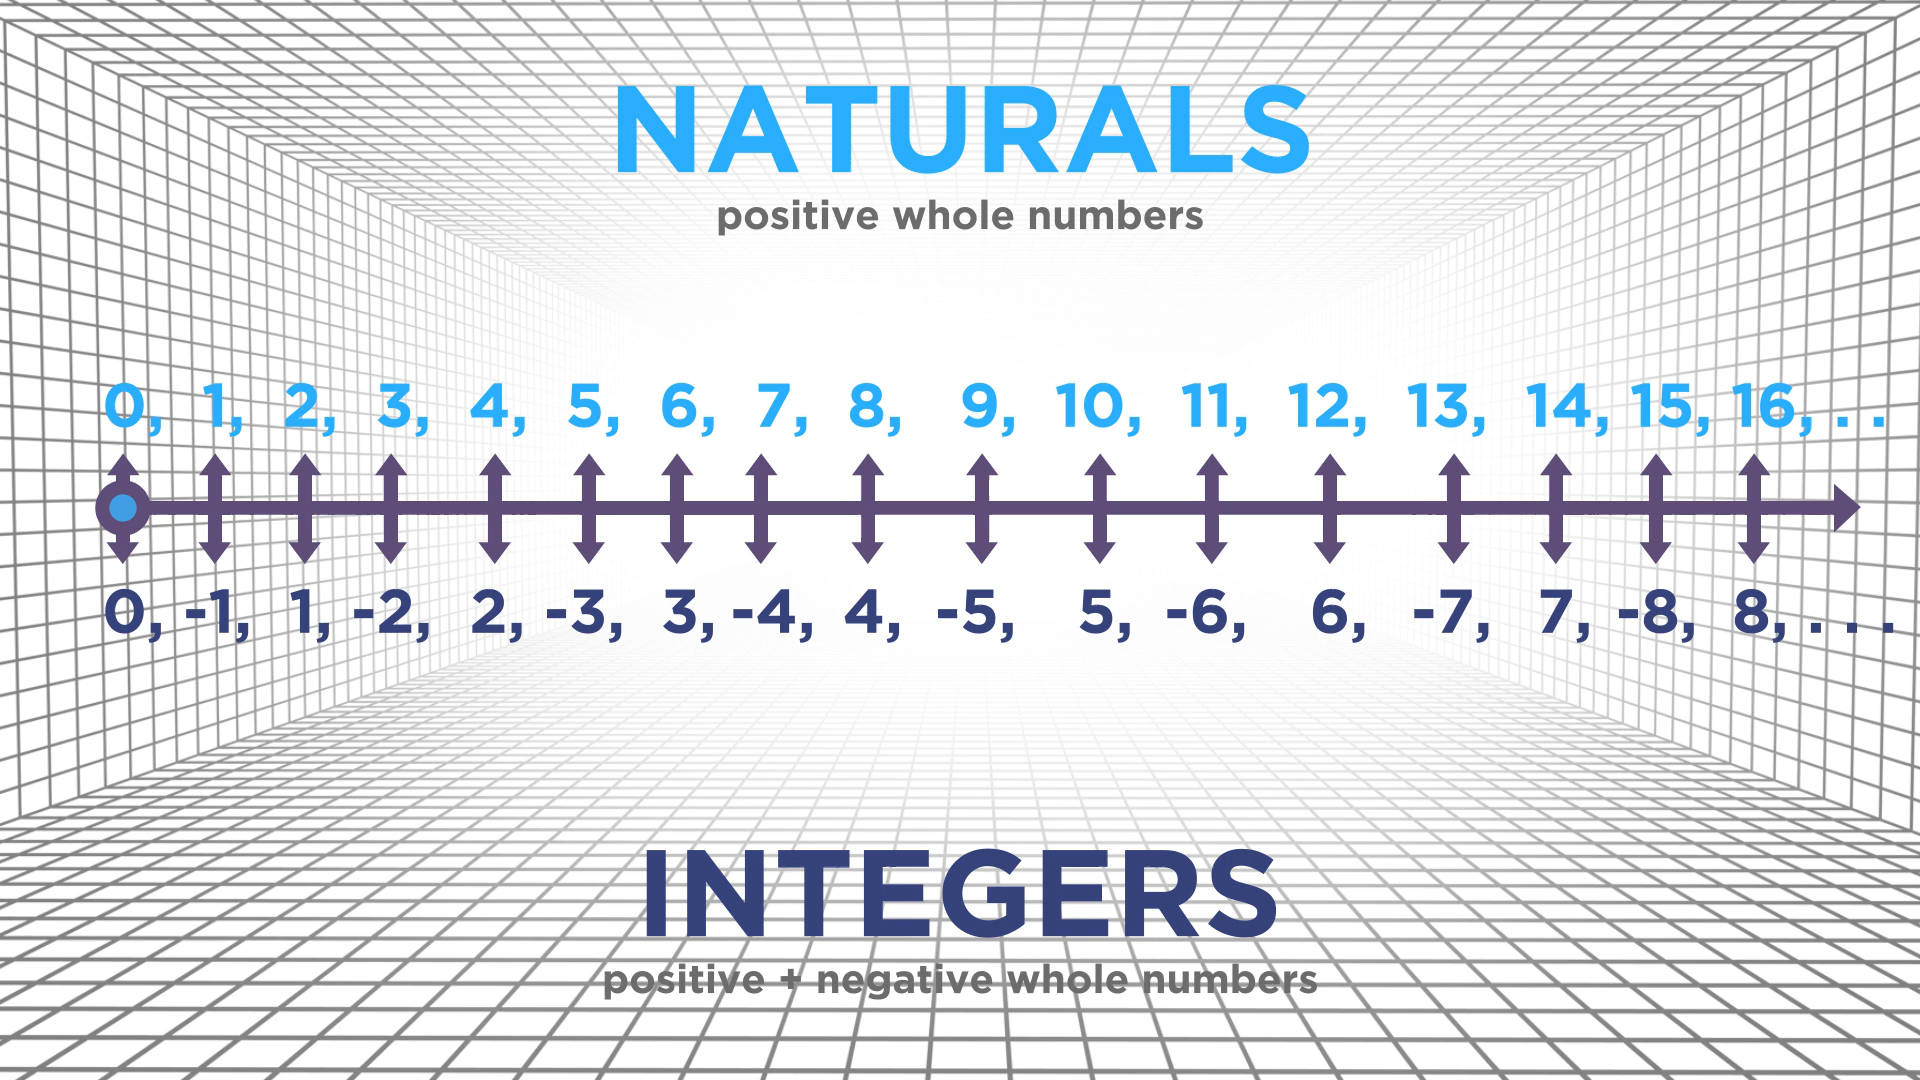 NATURALS
positive whole numbers
0, 1, 2, 3, 4, 5, 6, 7, 8, 9, 10, 11, 12, 13, 14, 15, 16, . .
0, -1, 1, -2, 2, -3, 3, -4, 4, -5, 5, -6, 6, -7, 7, -8, 8, . . .
INTEGERS
positive + negative whole numbers